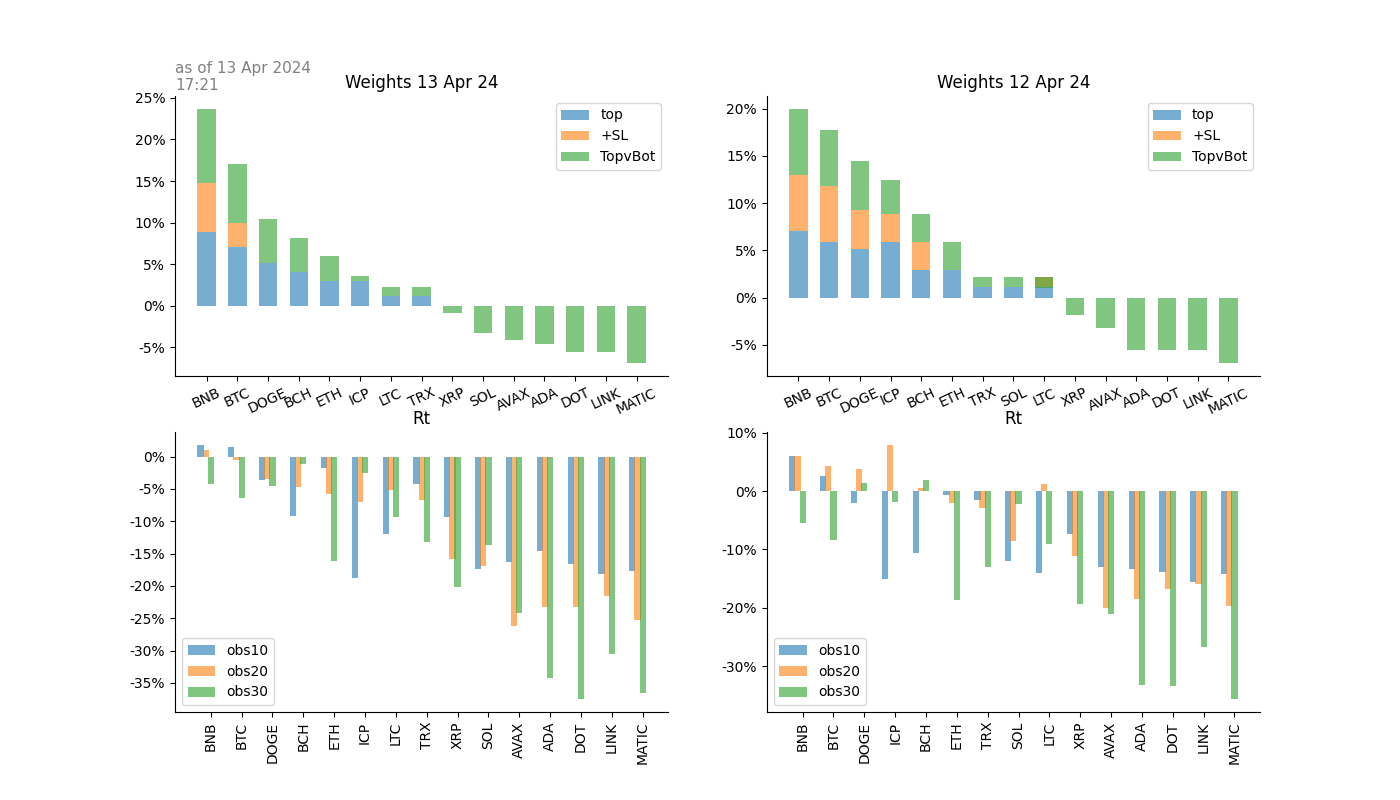 as of 13 Apr 2024
17:21
Weights 13 Apr 24
25%
20%
15%
10%
5%
0%
-5%
top
+SL
TopvBot
BNB BTC DOGE BCH ETH ICP LTC TRX XRP SOL AVAX ADA DOT LINK MATIC
Weights 12 Apr 24
20%
15%
10%
5%
0%
-5%
top
+SL
TopvBot
BNB BTC DOGE ICP BCH ETH TRX SOL LTC XRP AVAX ADA DOT LINK MATIC
Rt
0%
-5%
-10%
-15%
-20%
-25%
-30%
-35%
obs10
obs20
obs30
BNB BTC DOGE BCH ETH ICP LTC TRX XRP SOL AVAX ADA DOT LINK MATIC
Rt
10%
0%
-10%
-20%
-30%
obs10
obs20
obs30
BNB BTC DOGE ICP BCH ETH TRX SOL LTC XRP AVAX ADA DOT LINK MATIC